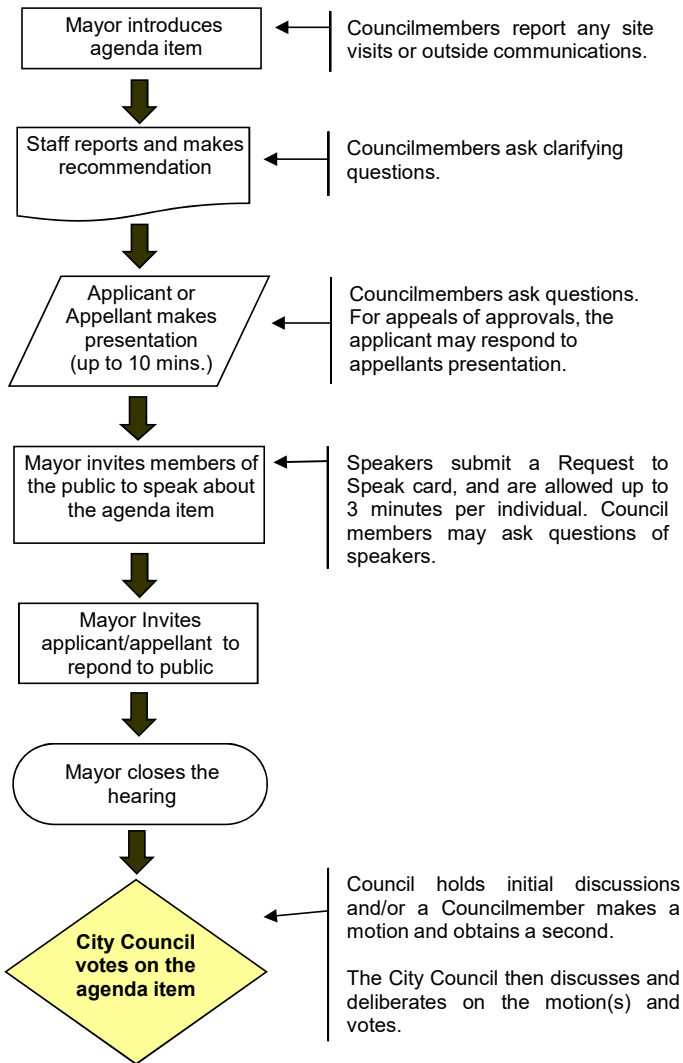 Mayor introduces
agenda item
Councilmembers report any site
visits or outside communications.
Staff reports and makes
recommendation
Councilmembers ask clarifying
questions.
Applicant or
Appellant makes
presentation
(up to 10 mins.)
Councilmembers ask questions.
For appeals of approvals, the
applicant may respond to
appellants presentation.
Mayor invites members of
the public to speak about
the agenda item
Speakers submit a Request to
Speak card, and are allowed up to
3 minutes per individual. Council
members may ask questions of
speakers.
Mayor Invites
applicant/appellant to
repond to public
Mayor closes the
hearing
City Council
votes on the
agenda item
Council holds initial discussions
and/or a Councilmember makes a
motion and obtains a second.
The City Council then discusses and
deliberates on the motion(s) and
votes.